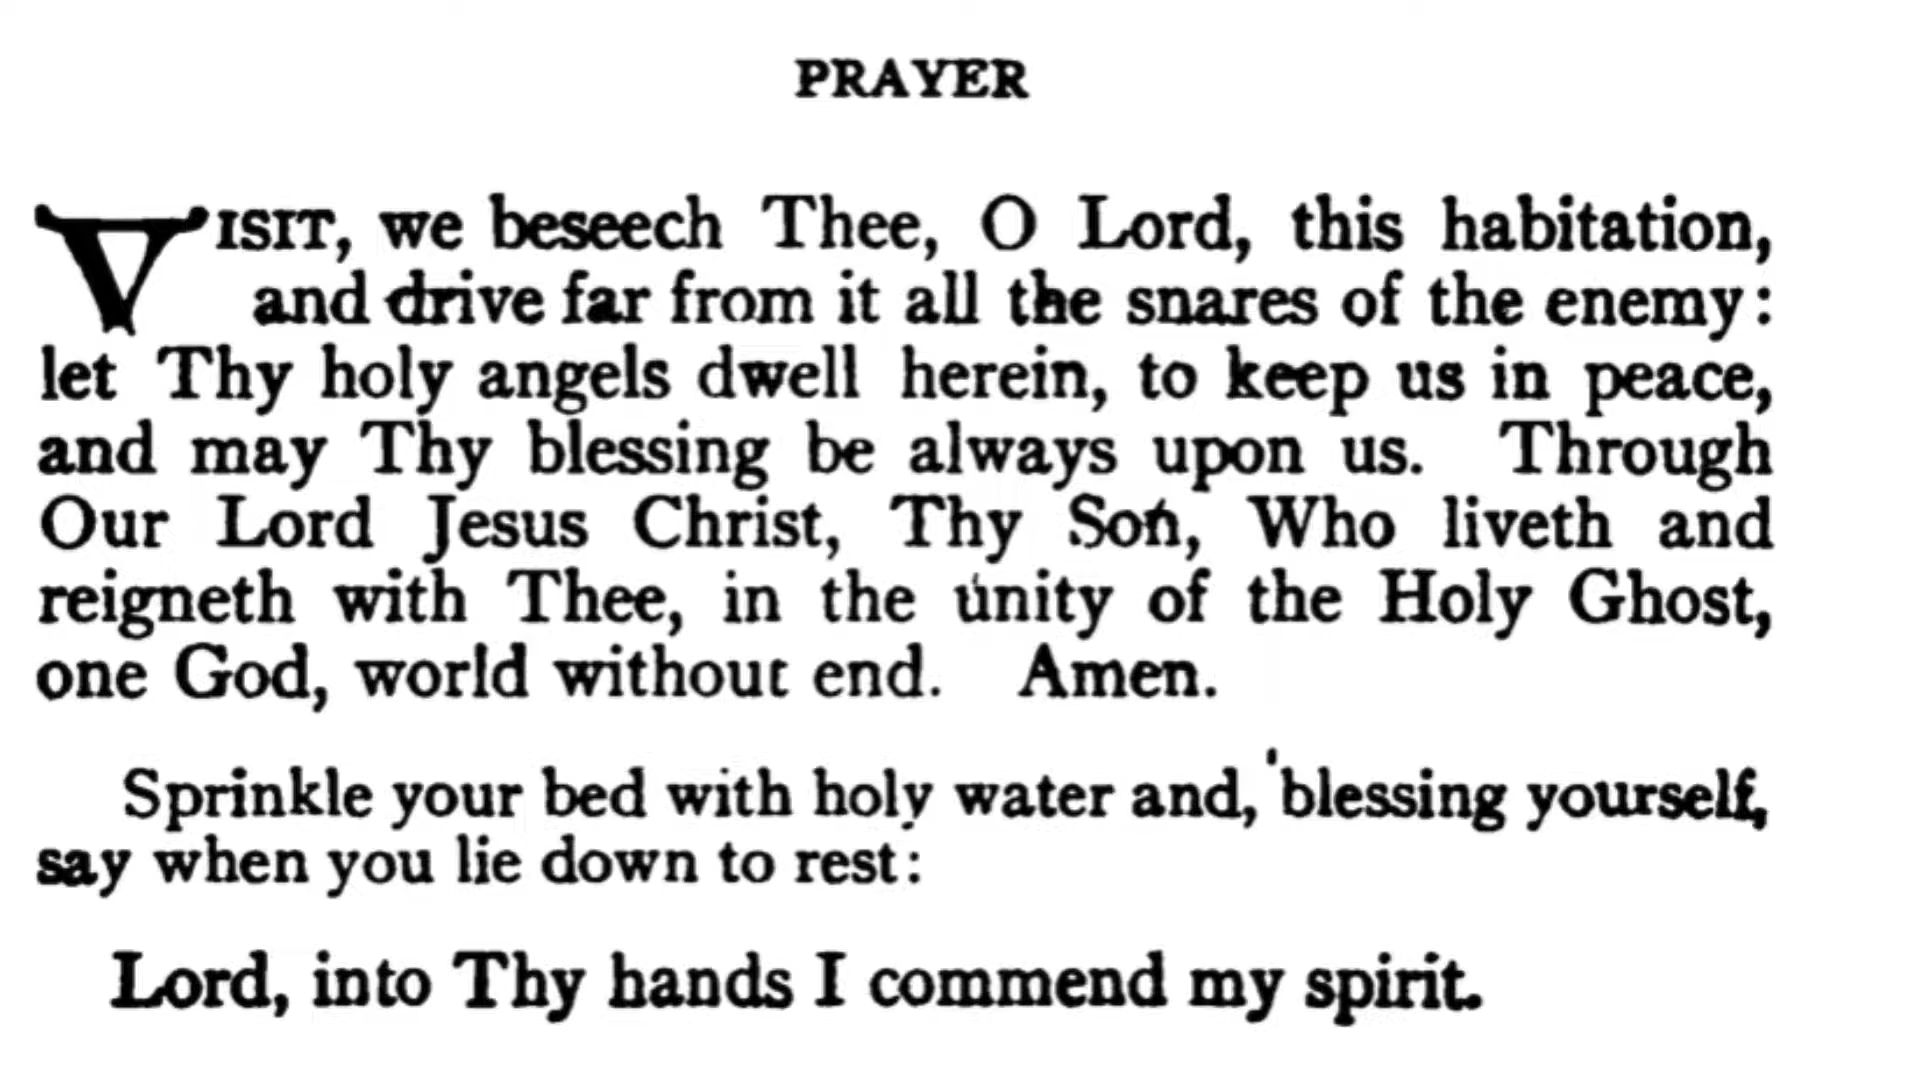 PRAYER
VISIT, we beseech Thee, O Lord, this habitation,
and drive far from it all the snares of the enemy:
let Thy holy angels dwell herein, to keep us in peace,
and may Thy blessing be always upon us. Through
Our Lord Jesus Christ, Thy Son, Who liveth and
reigneth with Thee, in the unity of the Holy Ghost,
one God, world without end. Amen.
Sprinkle your bed with holy water and, blessing yourself,
say when you lie down to rest:
Lord, into Thy hands I commend my spirit.